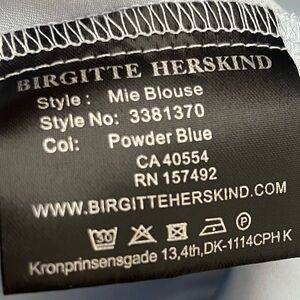 BIRGITTE HERSKIND
Style : Mie Blouse
Style No: 3381370
Col: Powder Blue
CA 40554
RN 157492
WWW.BIRGITTEHERSKIND.COM
30 P
Kronprinsensgade 13,4th,DK-1114CPH K